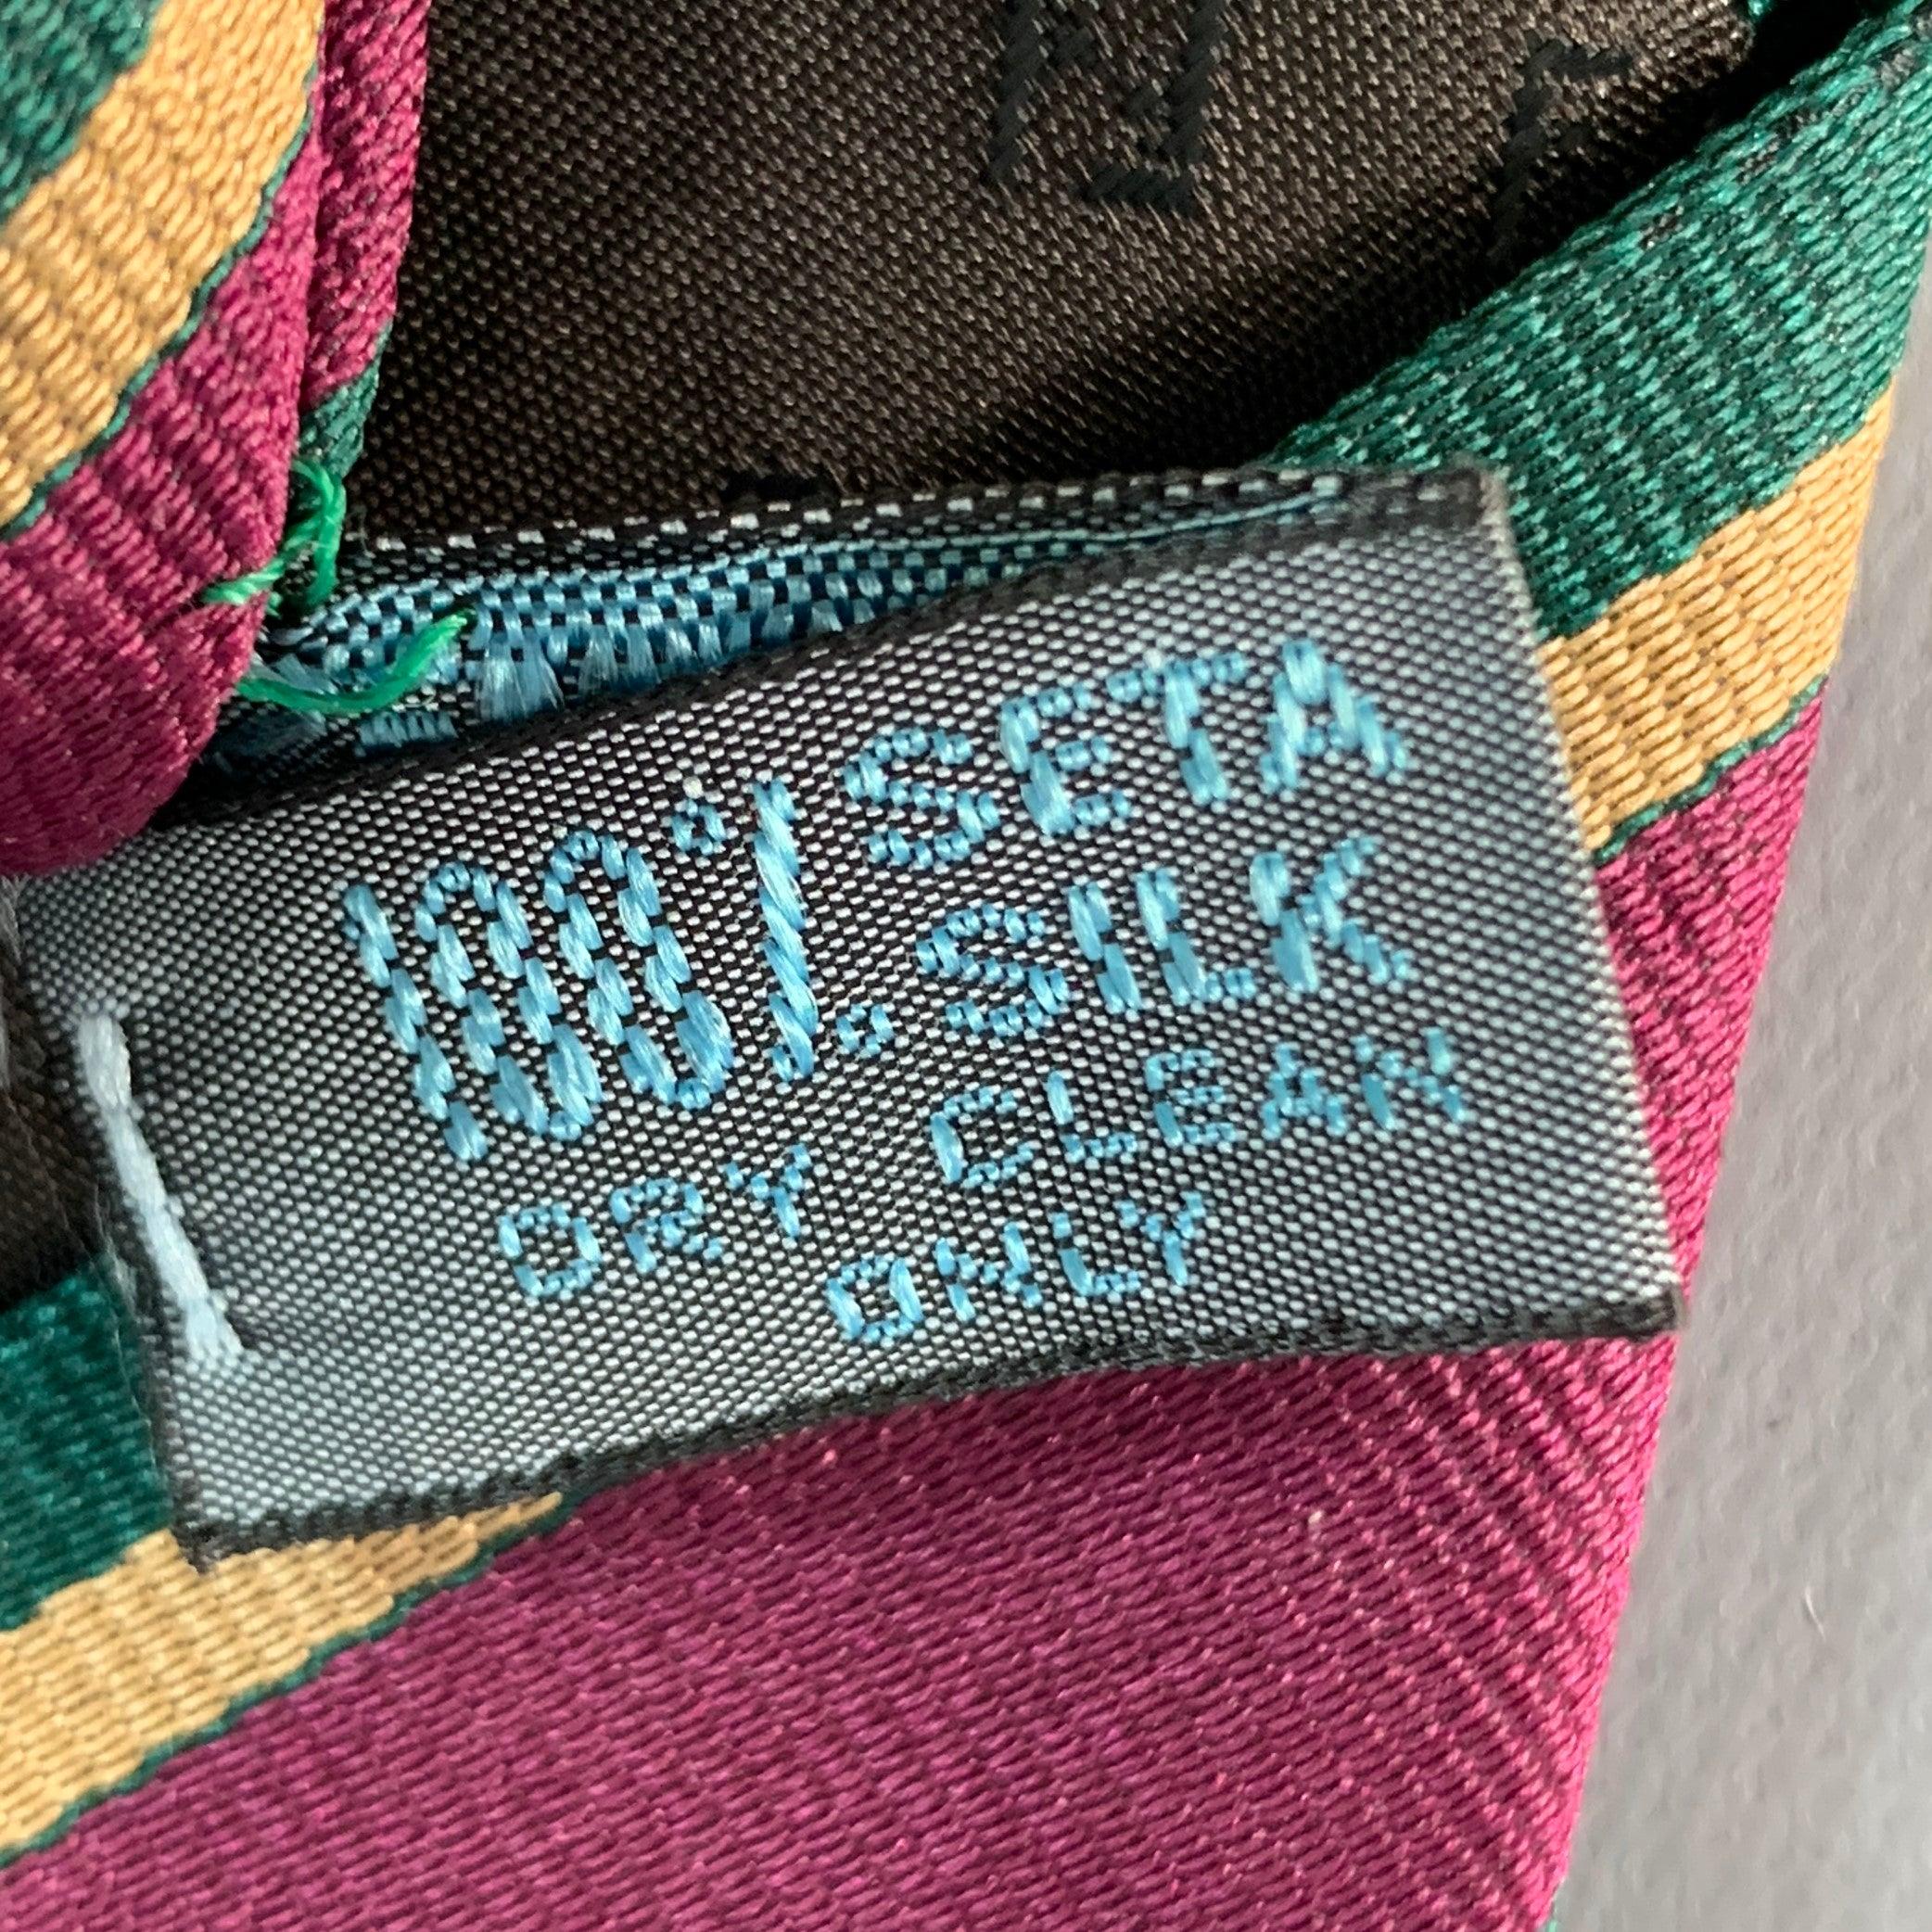 100% SETA
SILK
DRY CLEAN
ONLY